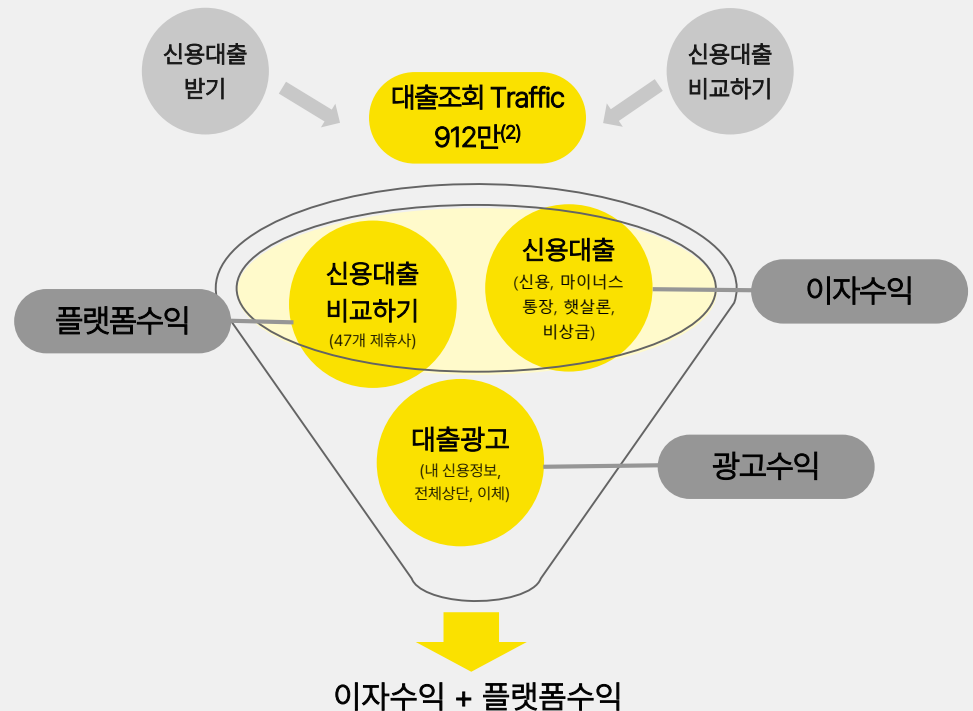 신용대출
받기
신용대출
비교하기
대출조회 Traffic
912만(2)
신용대출
비교하기
(47개 제휴사)
신용대출
(신용, 마이너스
통장, 햇살론,
비상금)
플랫폼수익
이자수익
대출광고
(내 신용정보,
전체상단, 이체)
광고수익
이자수익 + 플랫폼수익